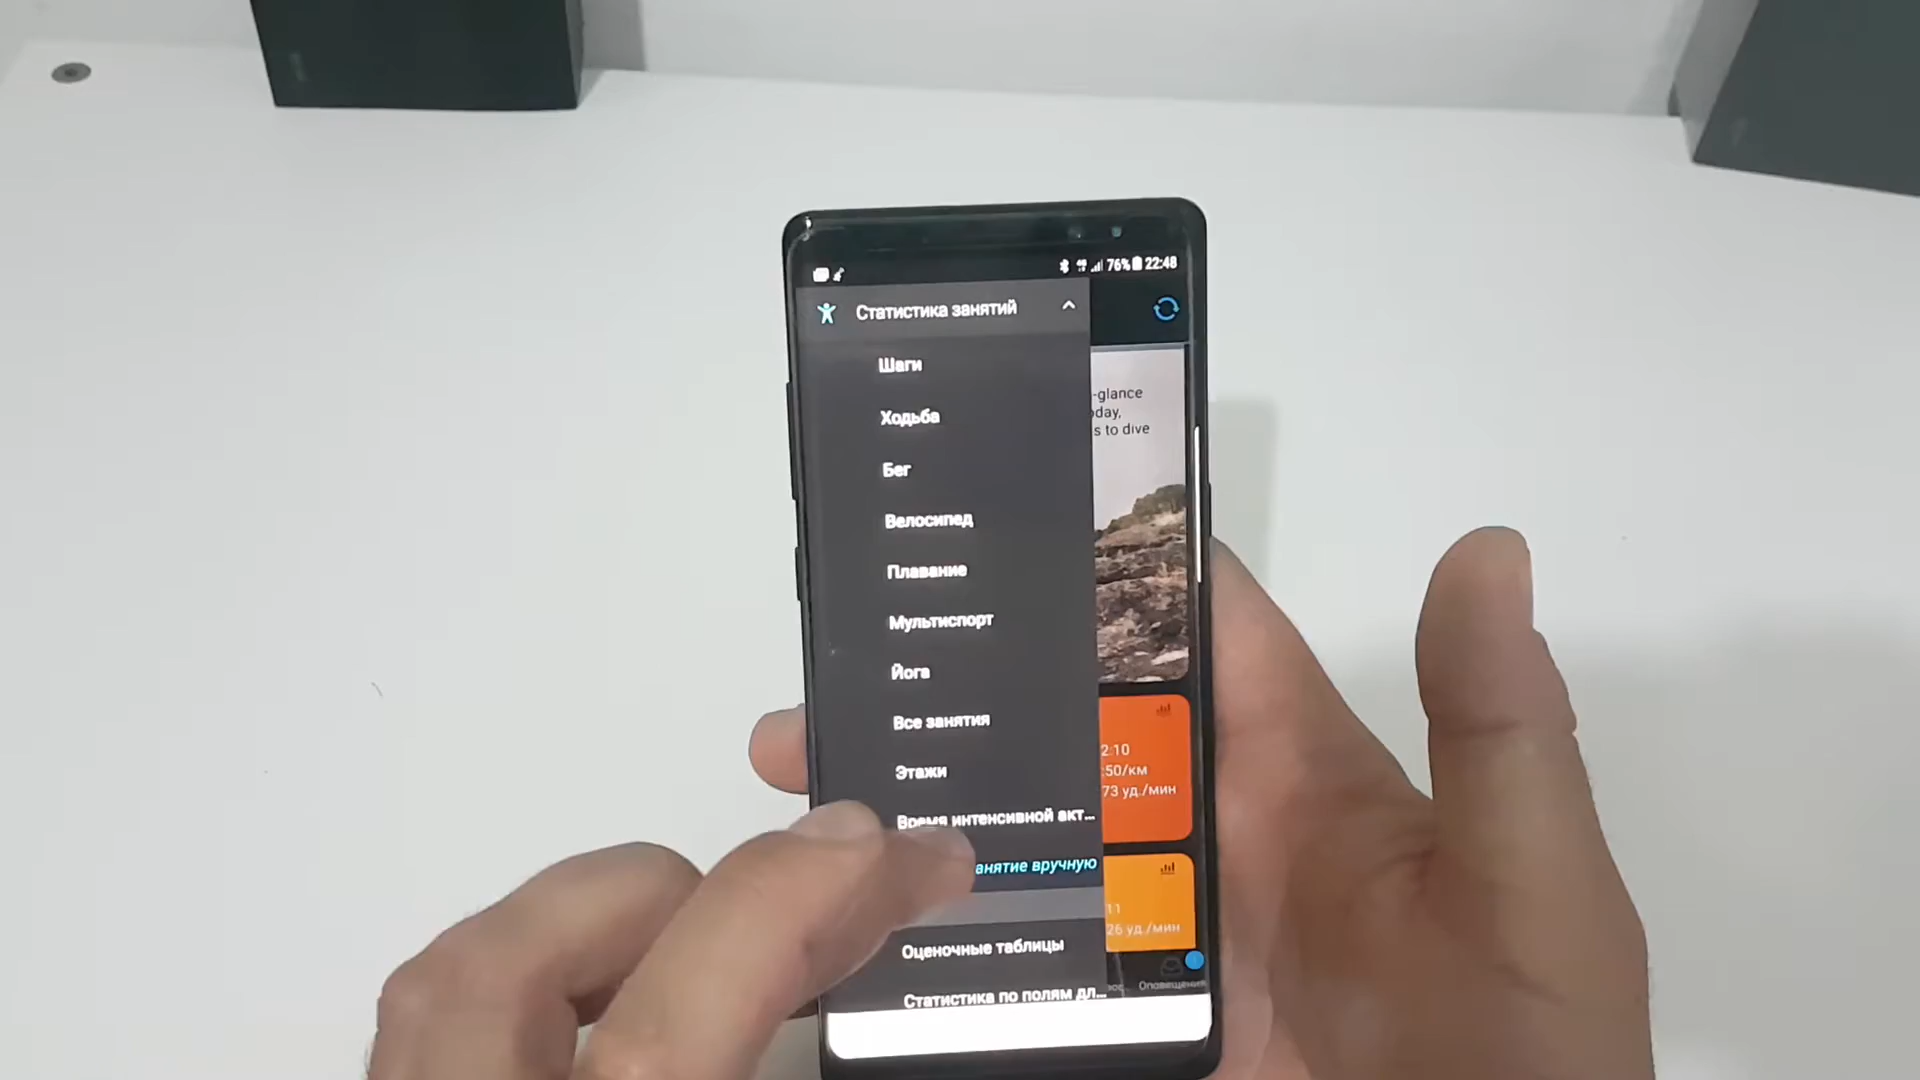 76% 22:48
Статистика занятий
Шаги
-glance
oday,
s to dive
Ходьба
Бег
Велосипед
Плавание
Мультиспорт
Йога
Все занятия
2:10
:50/км
73 уд./мин
Этажи
Время интенсивной акт...
анятие вручную
11
26 уд./мин
Оценочные таблицы
Оповещения
Статистика по полям дл...